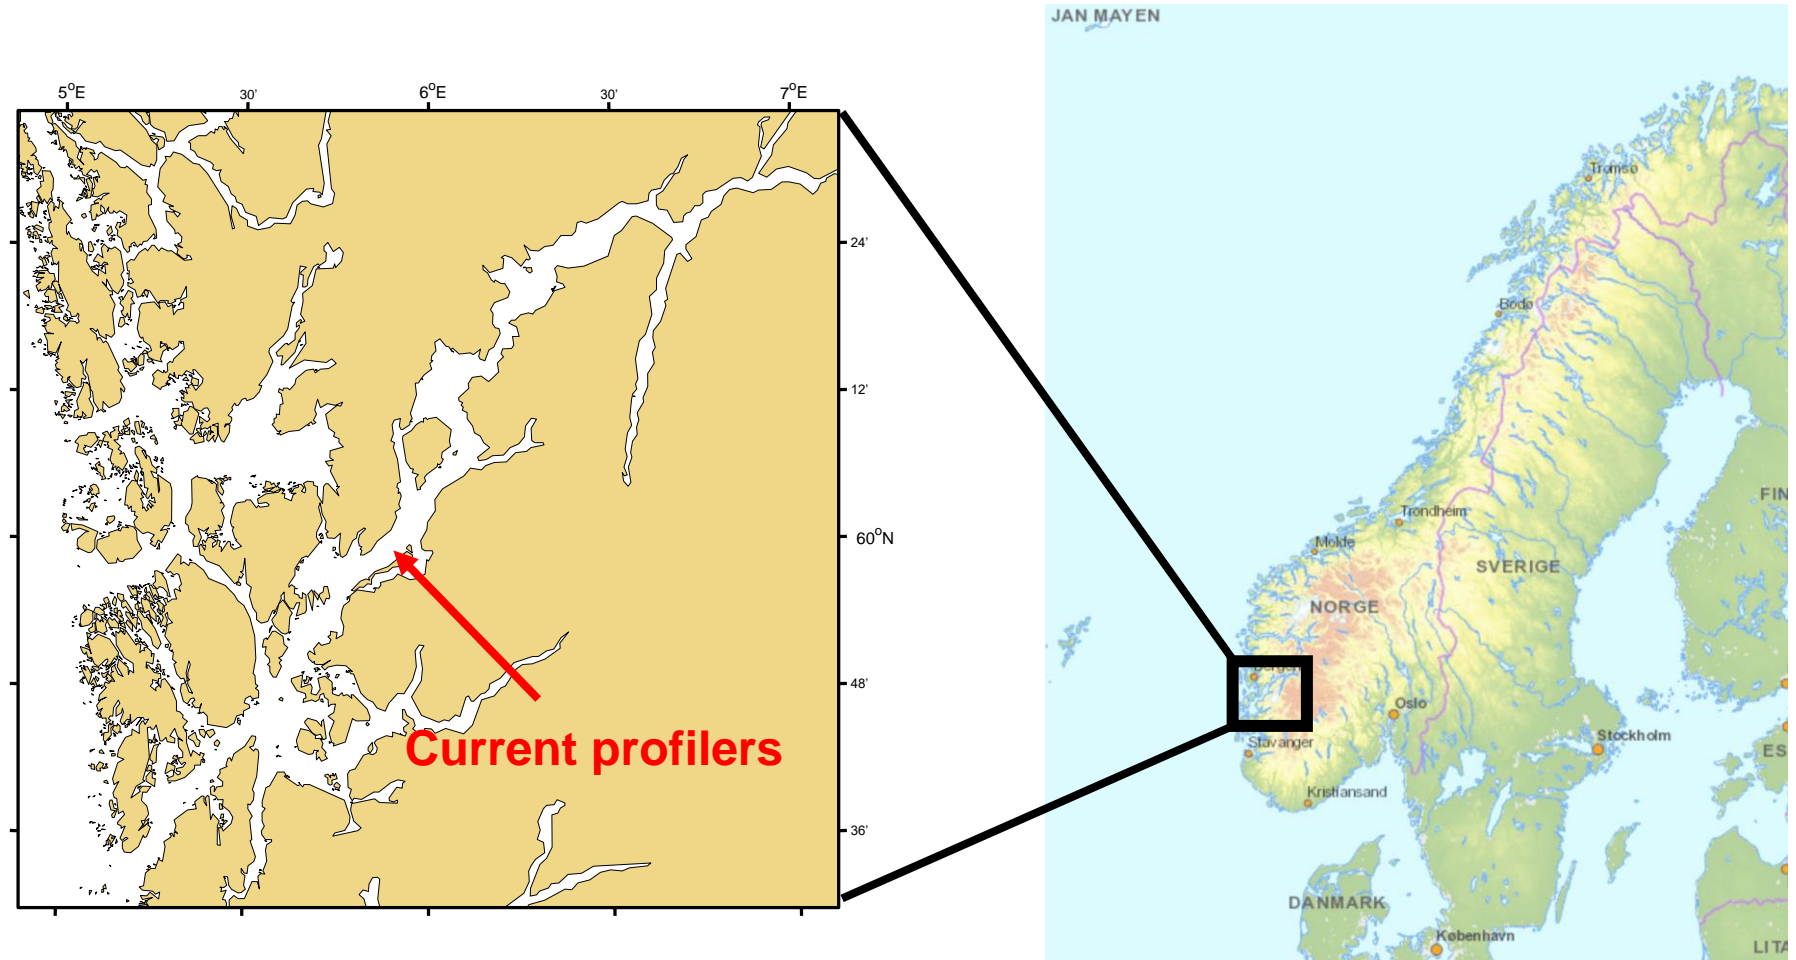 5°E
30'
6°E
30'
7°E
24'
12'
60°N
48'
36'
Current profilers
JAN MAYEN
Tromsø
Bodø
FIN
Trondheim
Molde
SVERIGE
NORGE
Bergen
Oslo
Stockholm
Stavanger
ES
Kristiansand
DANMARK
København
LITA